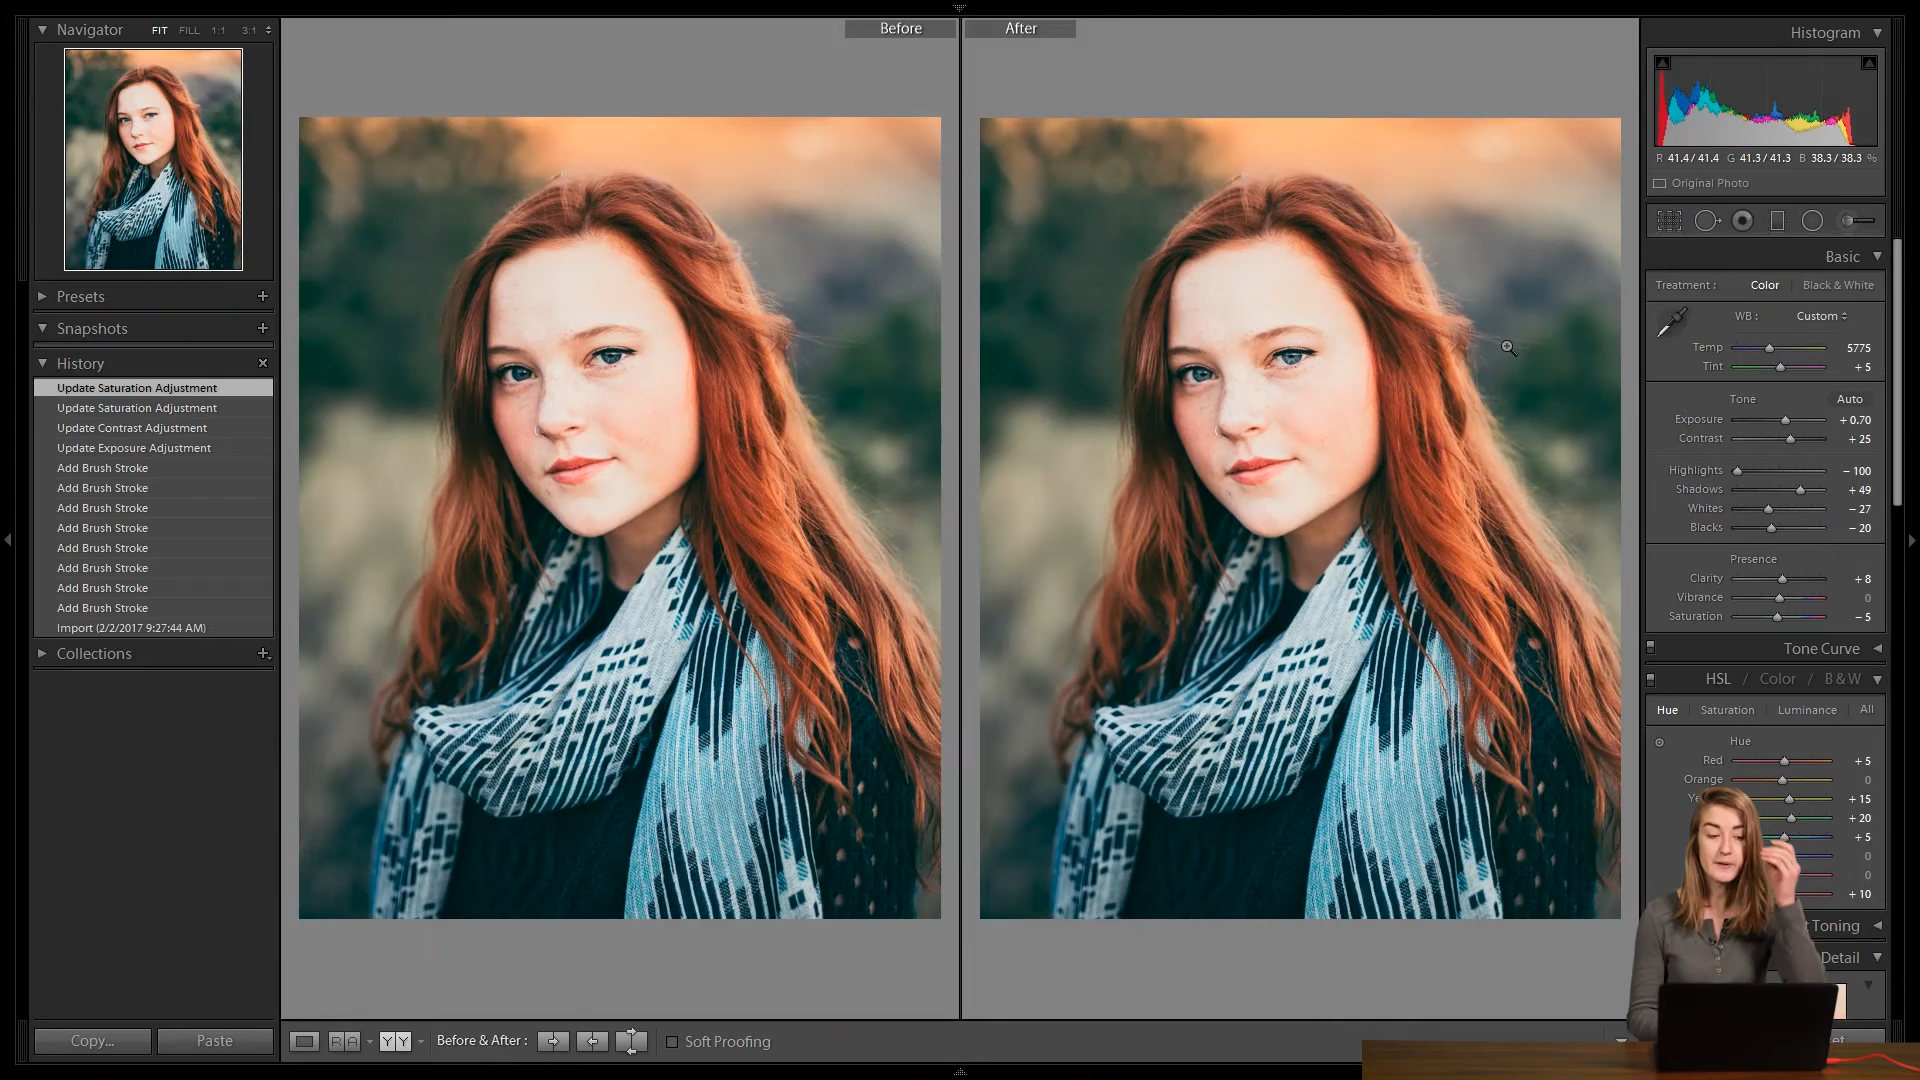 Navigator FIT FILL 1:1 3:1
Presets
Snapshots
History
Update Saturation Adjustment
Update Saturation Adjustment
Update Contrast Adjustment
Update Exposure Adjustment
Add Brush Stroke
Add Brush Stroke
Add Brush Stroke
Add Brush Stroke
Add Brush Stroke
Add Brush Stroke
Add Brush Stroke
Add Brush Stroke
Import (2/2/2017 9:27:44 AM)
Collections
Copy... Paste
Before
After
R A Y Y Before & After : Soft Proofing
Histogram
R 41.4 / 41.4 G 41.3 / 41.3 B 38.3 / 38.3 %
Original Photo
Basic
Treatment : Color Black & White
WB : Custom
Temp 5775
Tint + 5
Tone Auto
Exposure + 0.70
Contrast + 25
Highlights − 100
Shadows + 49
Whites − 27
Blacks − 20
Presence
Clarity + 8
Vibrance 0
Saturation − 5
Tone Curve
HSL / Color / B & W
Hue Saturation Luminance All
Hue
Red + 5
Orange 0
+ 15
+ 20
+ 5
0
0
+ 10
Toning
Detail